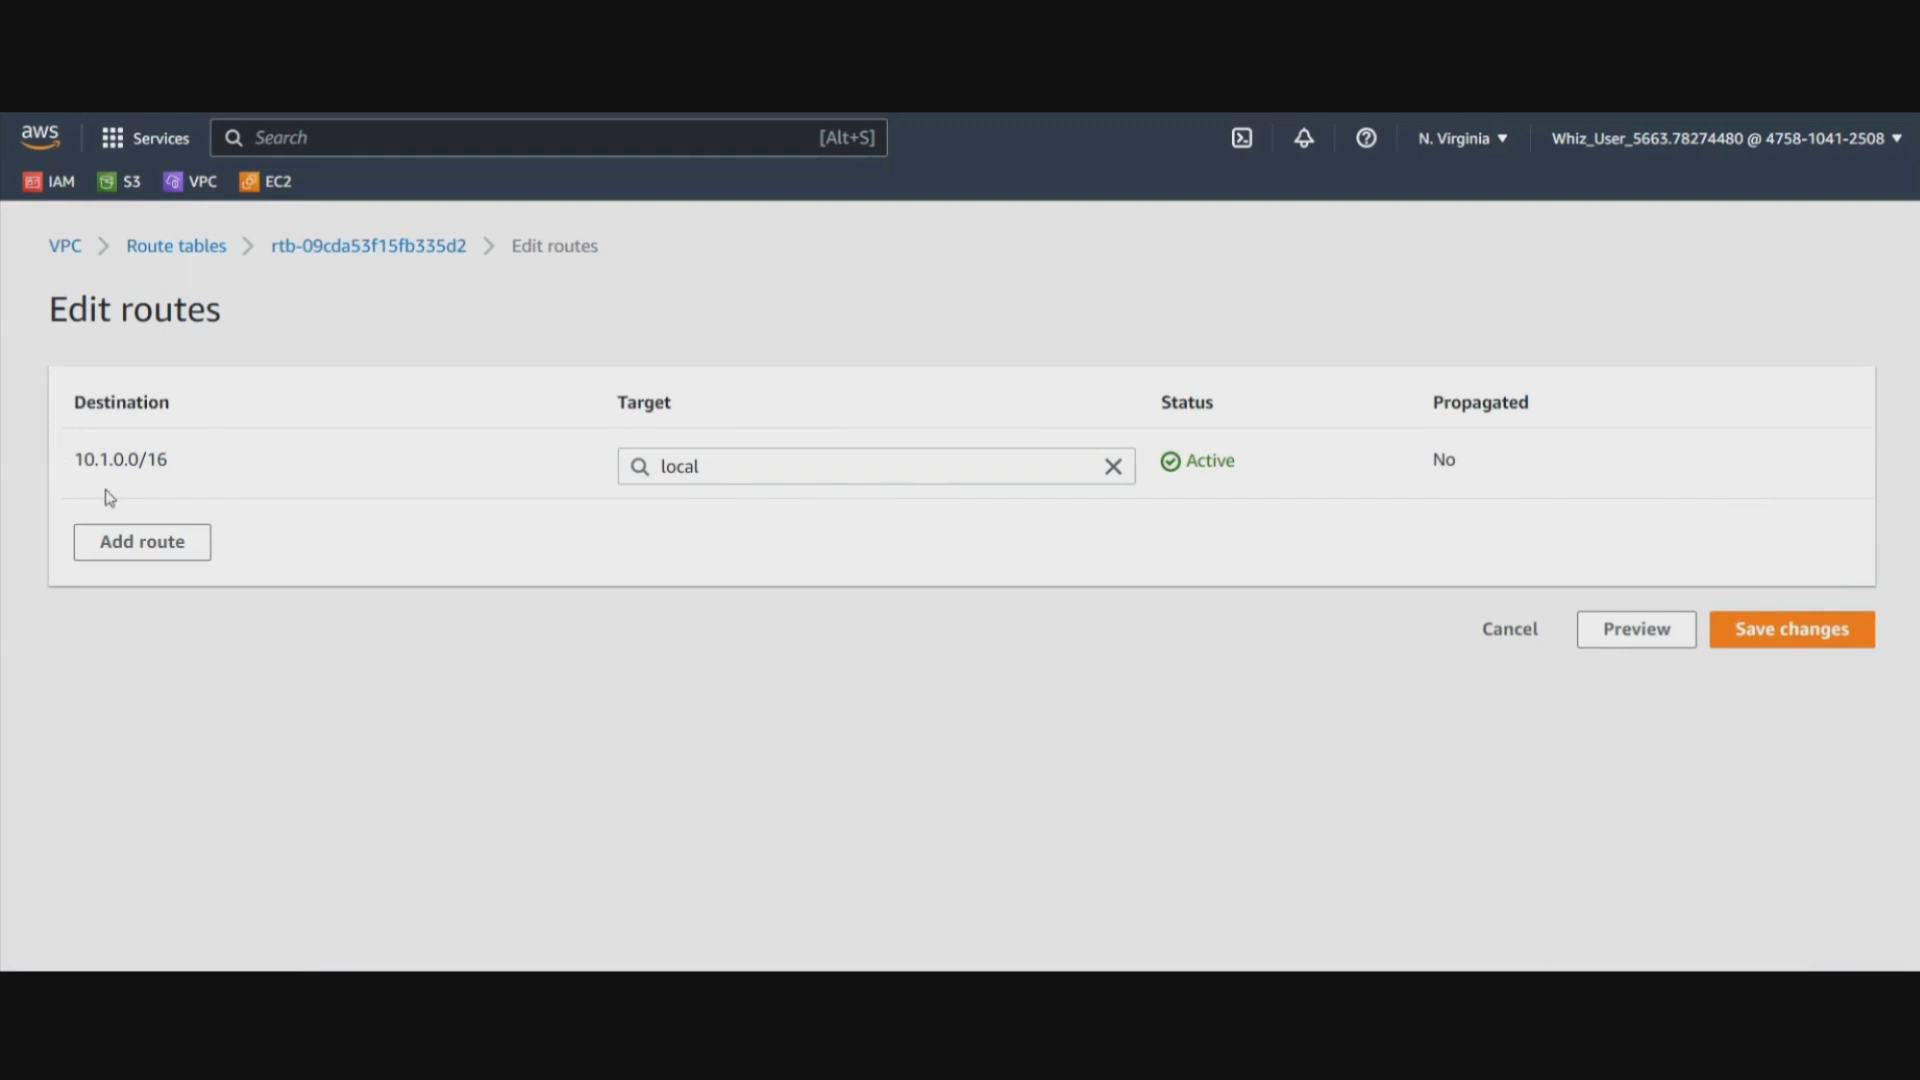 aws
Services
Search
[Alt+S]
N. Virginia
Whiz_User_5663.78274480 @ 4758-1041-2508
IAM
S3
VPC
EC2
VPC
Route tables
rtb-09cda53f15fb335d2
Edit routes
Edit routes
Destination
Target
Status
Propagated
10.1.0.0/16
local
Active
No
Add route
Cancel
Preview
Save changes